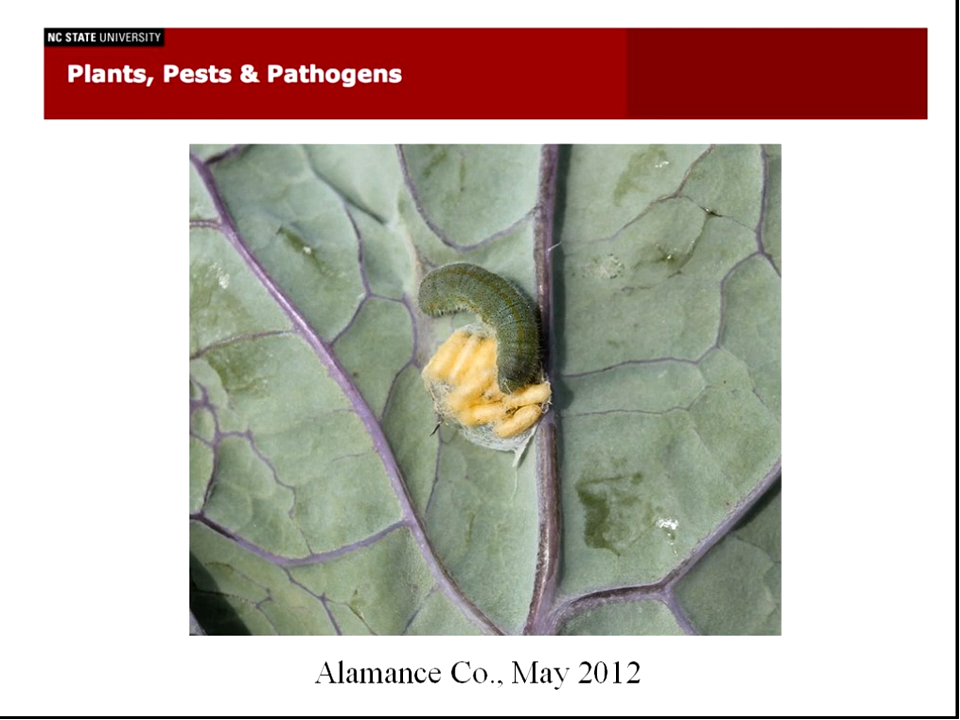 NC STATE UNIVERSITY
Plants, Pests & Pathogens
Alamance Co., May 2012